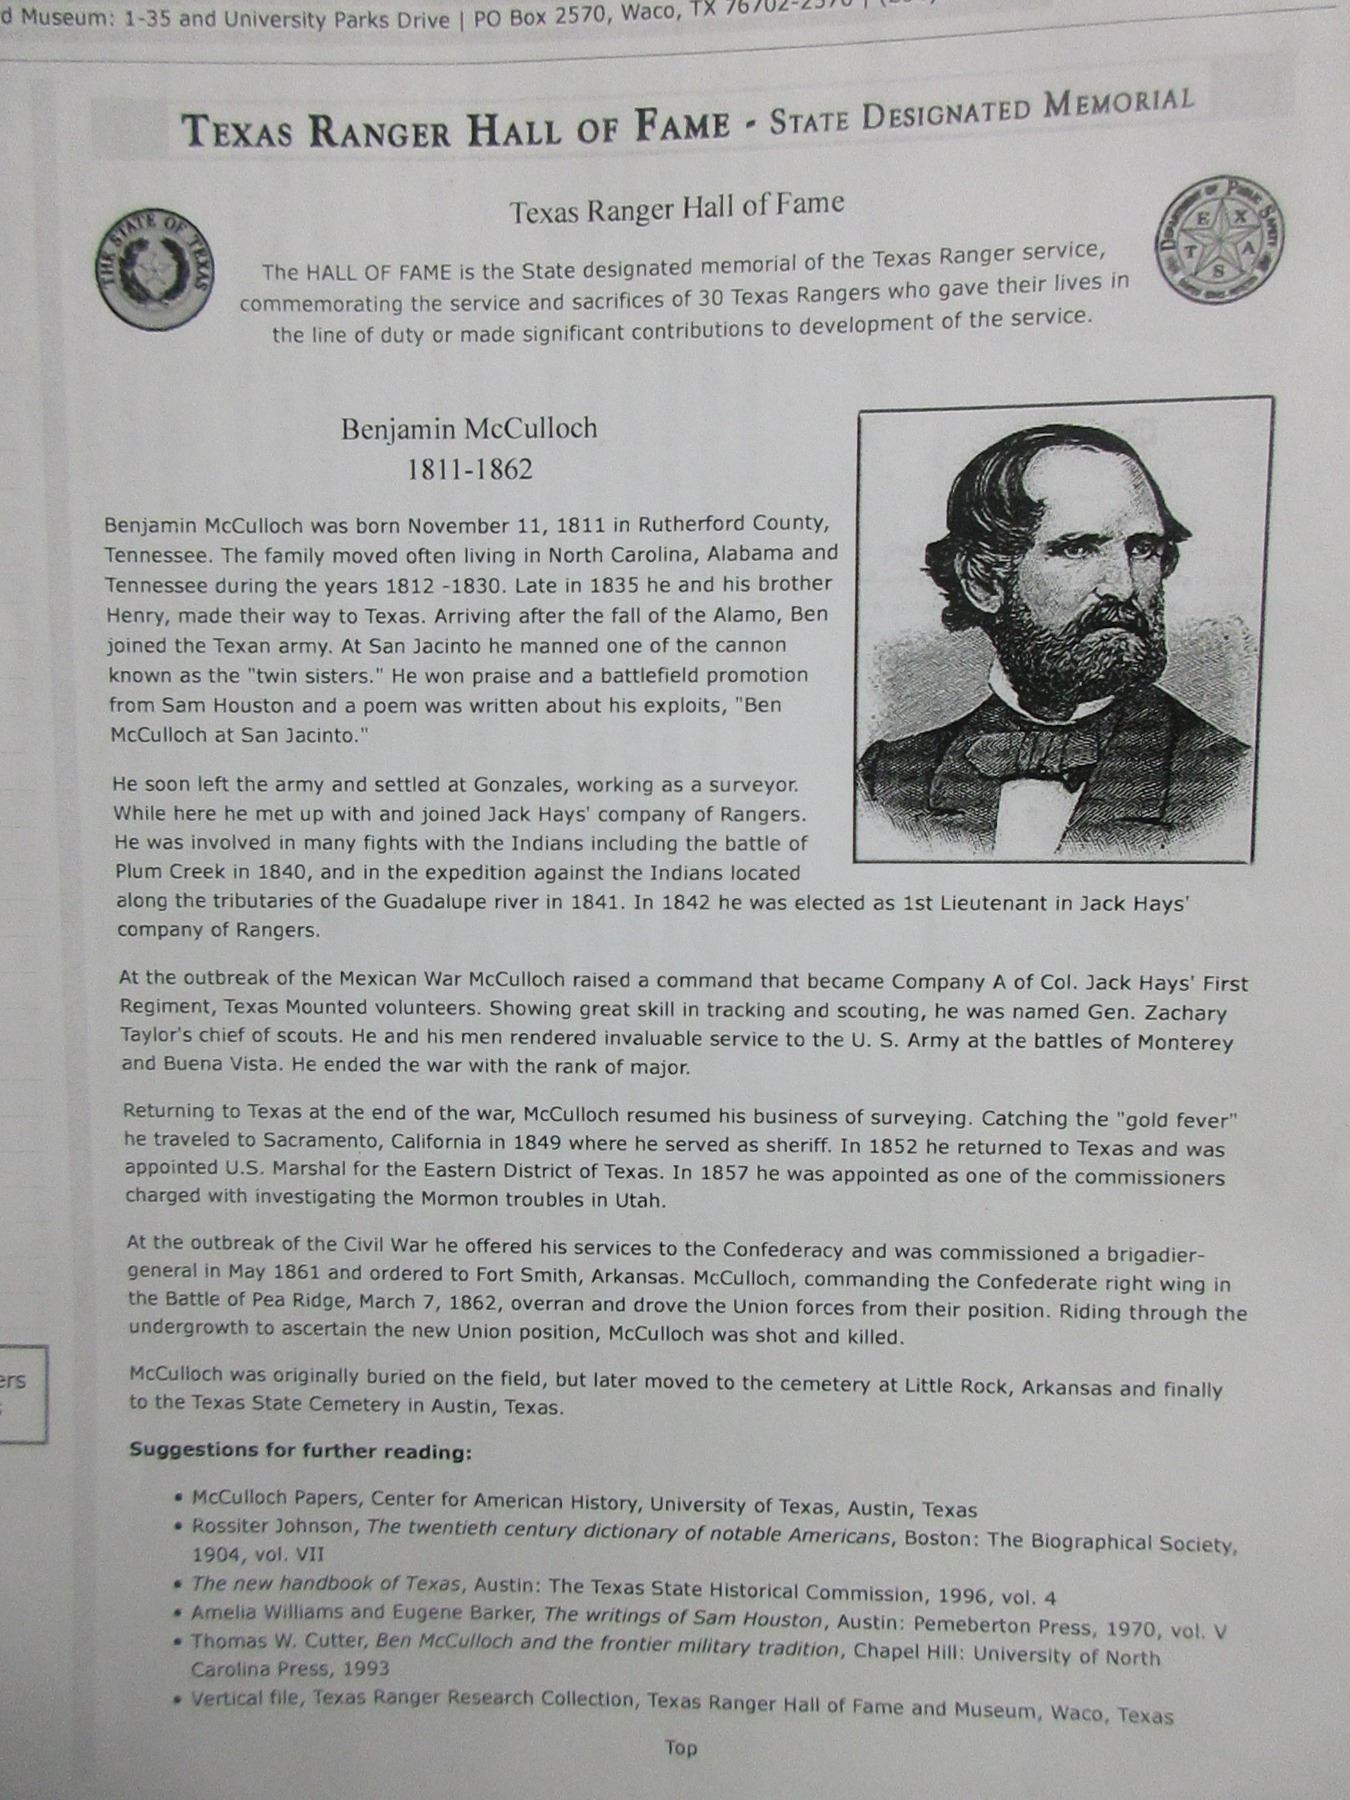 d Museum: 1-35 and University Parks Drive | PO Box 2570, Waco, TX 76702-2570 |
TEXAS RANGER HALL OF FAME - STATE DESIGNATED MEMORIAL
Texas Ranger Hall of Fame
THE STATE OF TEXAS
DEPARTMENT OF PUBLIC SAFETY
TEXAS
The HALL OF FAME is the State designated memorial of the Texas Ranger service,
commemorating the service and sacrifices of 30 Texas Rangers who gave their lives in
the line of duty or made significant contributions to development of the service.
Benjamin McCulloch
1811-1862
Benjamin McCulloch was born November 11, 1811 in Rutherford County,
Tennessee. The family moved often living in North Carolina, Alabama and
Tennessee during the years 1812 -1830. Late in 1835 he and his brother
Henry, made their way to Texas. Arriving after the fall of the Alamo, Ben
joined the Texan army. At San Jacinto he manned one of the cannon
known as the "twin sisters." He won praise and a battlefield promotion
from Sam Houston and a poem was written about his exploits, "Ben
McCulloch at San Jacinto."
He soon left the army and settled at Gonzales, working as a surveyor.
While here he met up with and joined Jack Hays' company of Rangers.
He was involved in many fights with the Indians including the battle of
Plum Creek in 1840, and in the expedition against the Indians located
along the tributaries of the Guadalupe river in 1841. In 1842 he was elected as 1st Lieutenant in Jack Hays'
company of Rangers.
At the outbreak of the Mexican War McCulloch raised a command that became Company A of Col. Jack Hays' First
Regiment, Texas Mounted volunteers. Showing great skill in tracking and scouting, he was named Gen. Zachary
Taylor's chief of scouts. He and his men rendered invaluable service to the U. S. Army at the battles of Monterey
and Buena Vista. He ended the war with the rank of major.
Returning to Texas at the end of the war, McCulloch resumed his business of surveying. Catching the "gold fever"
he traveled to Sacramento, California in 1849 where he served as sheriff. In 1852 he returned to Texas and was
appointed U.S. Marshal for the Eastern District of Texas. In 1857 he was appointed as one of the commissioners
charged with investigating the Mormon troubles in Utah.
At the outbreak of the Civil War he offered his services to the Confederacy and was commissioned a brigadier-
general in May 1861 and ordered to Fort Smith, Arkansas. McCulloch, commanding the Confederate right wing in
the Battle of Pea Ridge, March 7, 1862, overran and drove the Union forces from their position. Riding through the
undergrowth to ascertain the new Union position, McCulloch was shot and killed.
McCulloch was originally buried on the field, but later moved to the cemetery at Little Rock, Arkansas and finally
to the Texas State Cemetery in Austin, Texas.
ers
Suggestions for further reading:
• McCulloch Papers, Center for American History, University of Texas, Austin, Texas
• Rossiter Johnson, The twentieth century dictionary of notable Americans, Boston: The Biographical Society,
1904, vol. VII
• The new handbook of Texas, Austin: The Texas State Historical Commission, 1996, vol. 4
• Amelia Williams and Eugene Barker, The writings of Sam Houston, Austin: Pemeberton Press, 1970, vol. V
• Thomas W. Cutter, Ben McCulloch and the frontier military tradition, Chapel Hill: University of North
Carolina Press, 1993
• Vertical file, Texas Ranger Research Collection, Texas Ranger Hall of Fame and Museum, Waco, Texas
Top